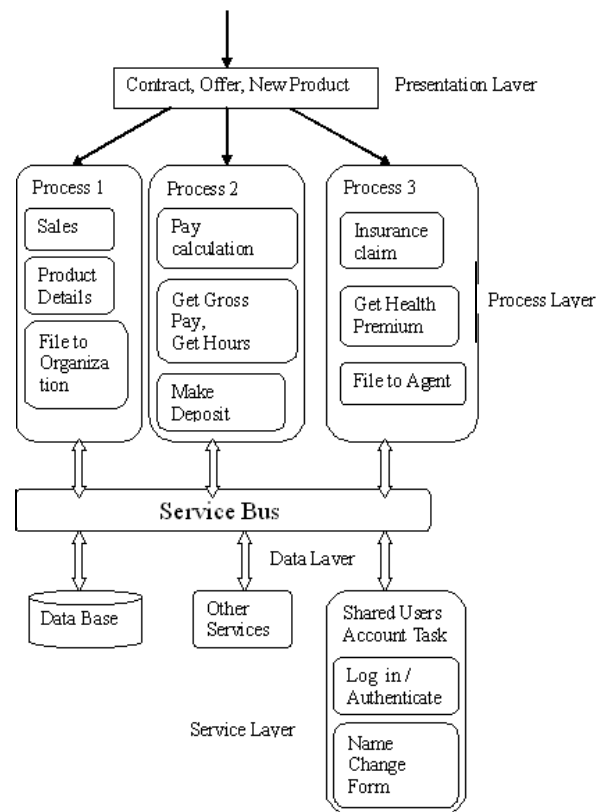 Contract, Offer, New Product
Presentation Layer
Process 1
Sales
Product
Details
File to
Organiza
tion
Process 2
Pay
calculation
Get Gross
Pay,
Get Hours
Make
Deposit
Process 3
Insurance
claim
Get Health
Premium
File to Agent
Process Layer
Service Bus
Data Layer
Data Base
Other
Services
Shared Users
Account Task
Log in /
Authenticate
Name
Change
Form
Service Layer